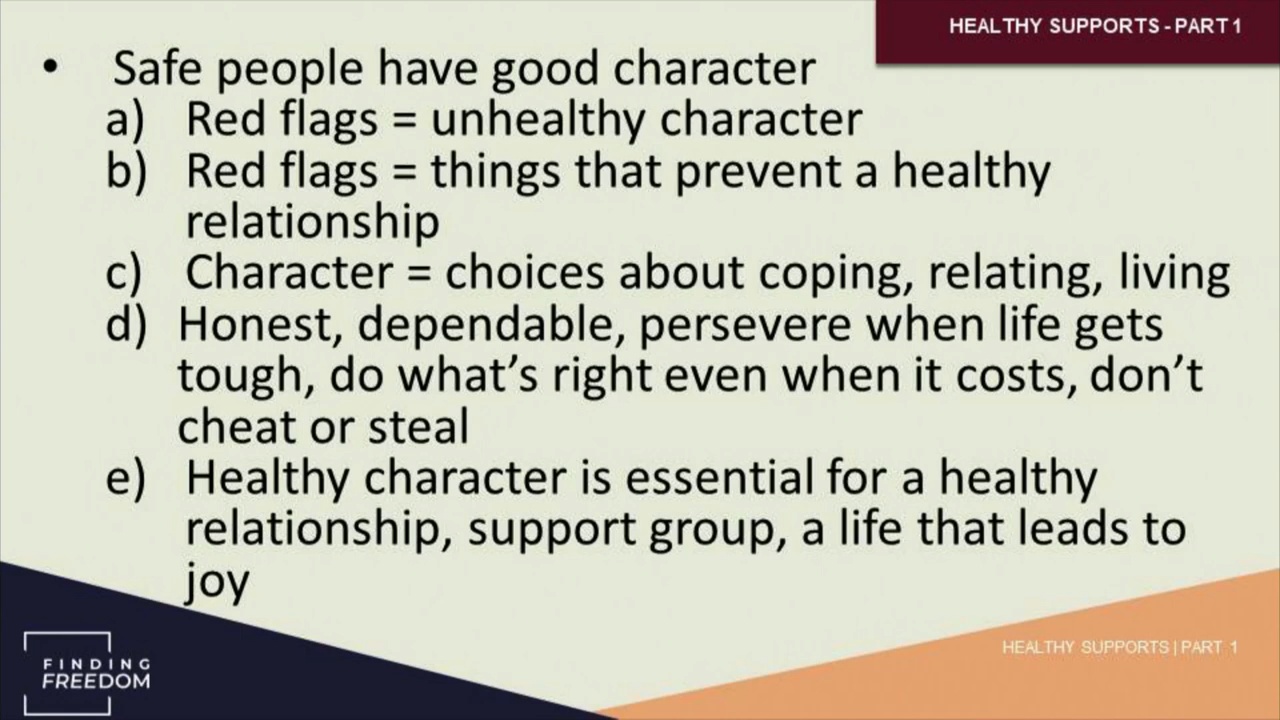 HEALTHY SUPPORTS - PART 1
• Safe people have good character
a) Red flags = unhealthy character
b) Red flags = things that prevent a healthy
relationship
c) Character = choices about coping, relating, living
d) Honest, dependable, persevere when life gets
tough, do what’s right even when it costs, don’t
cheat or steal
e) Healthy character is essential for a healthy
relationship, support group, a life that leads to
joy
HEALTHY SUPPORTS | PART 1
FINDING
FREEDOM